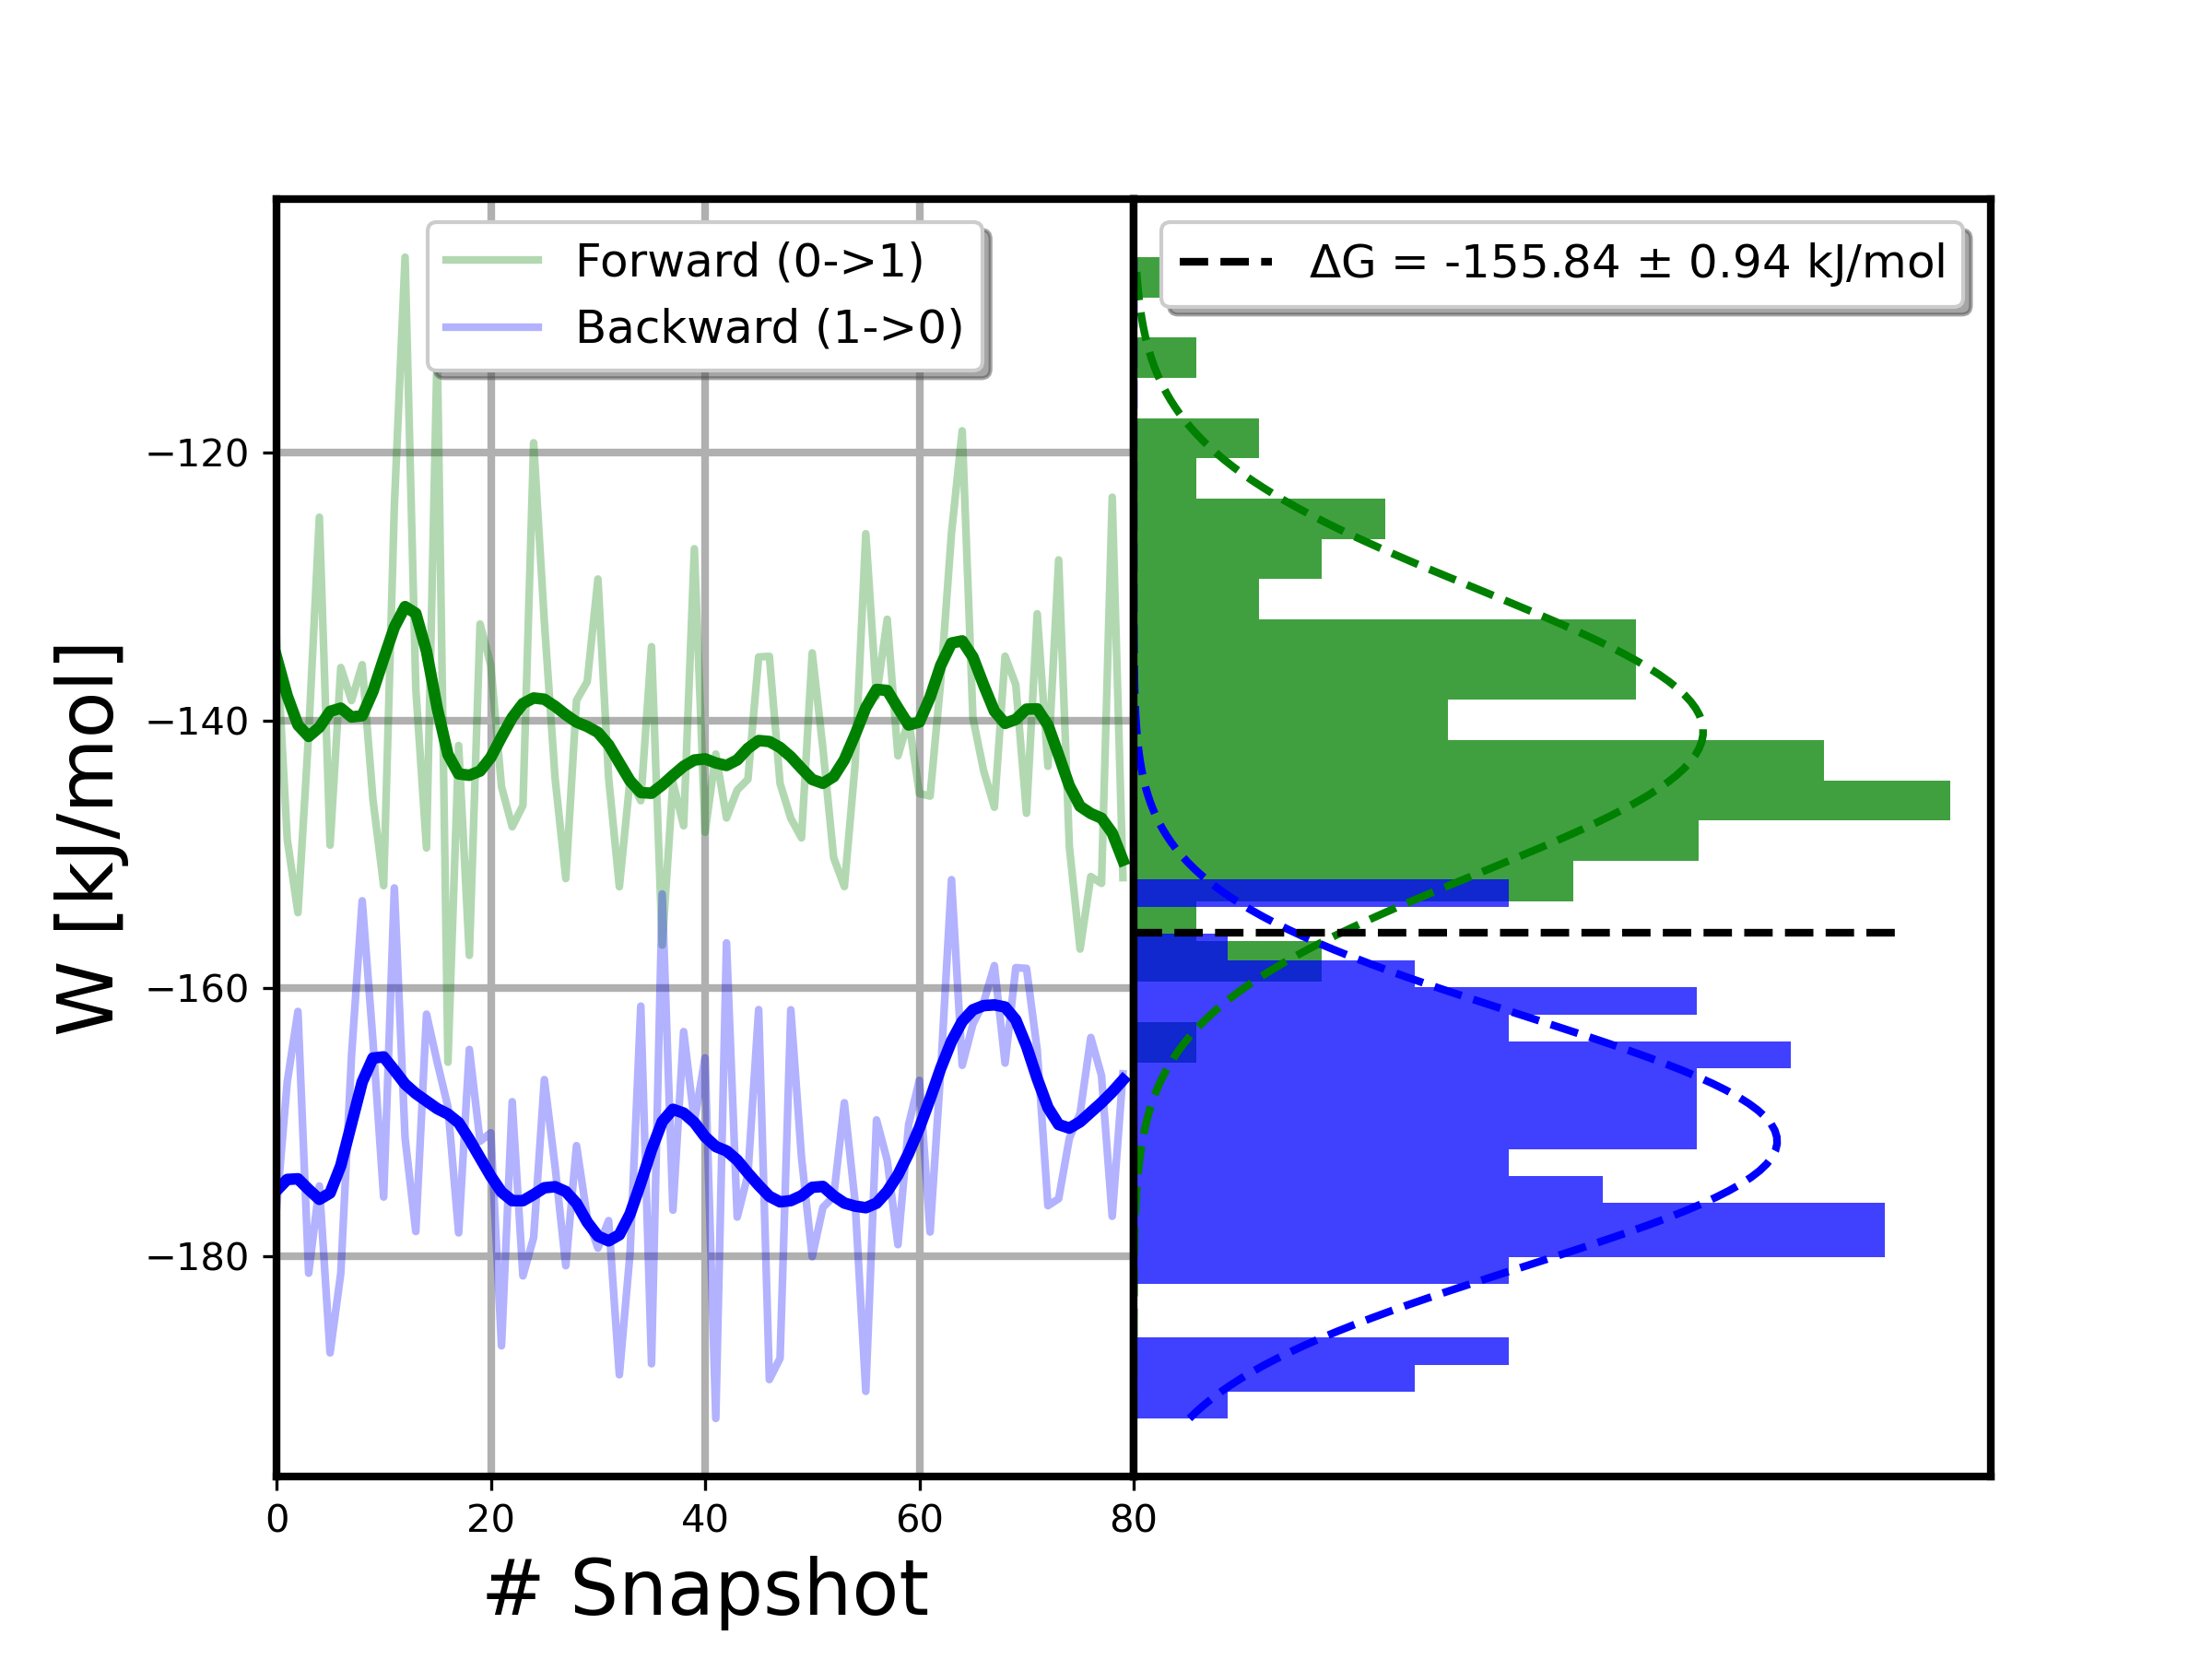 Forward (0->1)
Backward (1->0)
ΔG = -155.84 ± 0.94 kJ/mol
−120
−140
−160
−180
W [kJ/mol]
0 20 40 60 80
# Snapshot